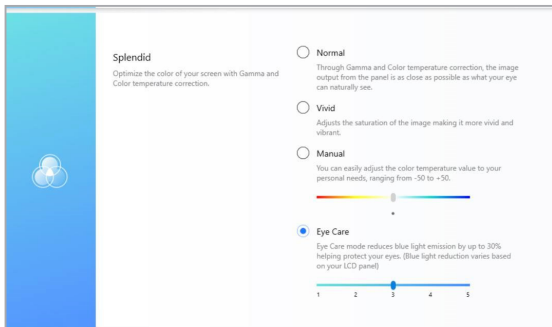 Splendid
Optimize the color of your screen with Gamma and
Color temperature correction.
Normal
Through Gamma and Color temperature correction, the image
output from the panel is as close as possible as what your eye
can naturally see.
Vivid
Adjusts the saturation of the image making it more vivid and
vibrant.
Manual
You can easily adjust the color temperature value to your
personal needs, ranging from -50 to +50.
Eye Care
Eye Care mode reduces blue light emission by up to 30%
helping protect your eyes. (Blue light reduction varies based
on your LCD panel)
1 2 3 4 5